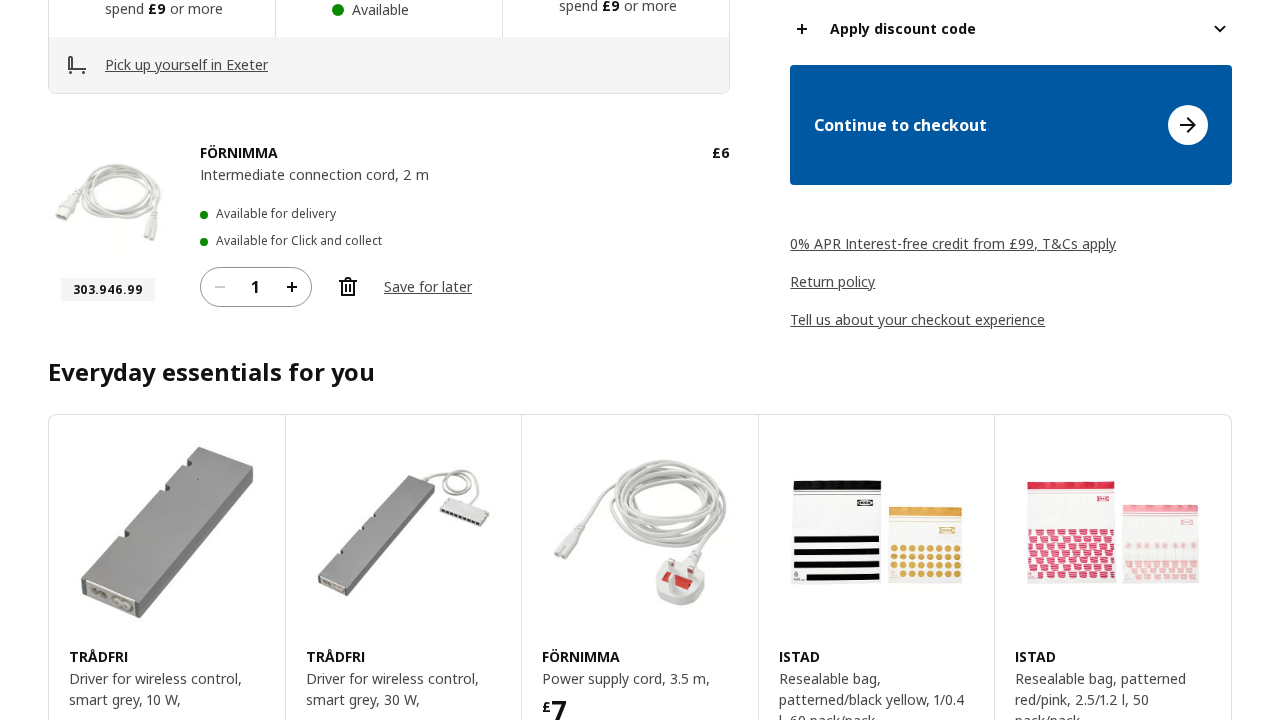 spend £9 or more
Available
spend £9 or more
Pick up yourself in Exeter
FÖRNIMMA
£6
Intermediate connection cord, 2 m
Available for delivery
Available for Click and collect
303.946.99
1
Save for later
Apply discount code
Continue to checkout
0% APR Interest-free credit from £99, T&Cs apply
Return policy
Tell us about your checkout experience
Everyday essentials for you
TRÅDFRI
Driver for wireless control,
smart grey, 10 W,
TRÅDFRI
Driver for wireless control,
smart grey, 30 W,
FÖRNIMMA
Power supply cord, 3.5 m,
£7
IKEA
ISTAD
Resealable bag,
patterned/black yellow, 1/0.4
l, 60 pack/pack
ISTAD
Resealable bag, patterned
red/pink, 2.5/1.2 l, 50
pack/pack